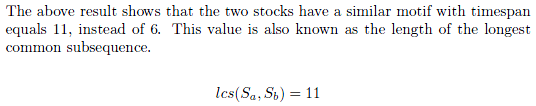 The above result shows that the two stocks have a similar motif with timespan
equals 11, instead of 6. This value is also known as the length of the longest
common subsequence.
lcs(Sₐ, S_b) = 11